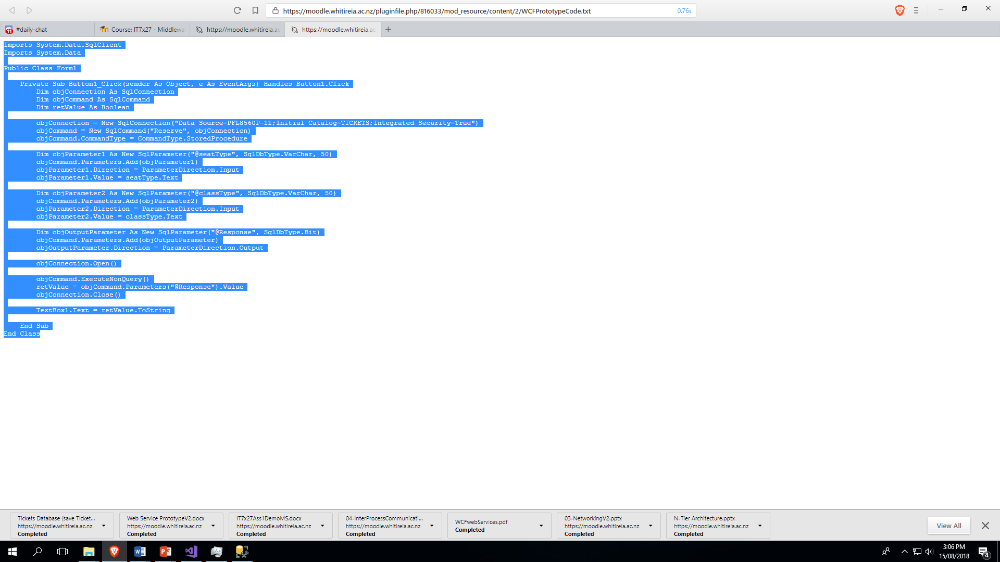 https://moodle.whitireia.ac.nz/pluginfile.php/816033/mod_resource/content/2/WCFPrototypeCode.txt 0.76s
11 #daily-chat Course: IT7x27 - Middlewa https://moodle.whitireia.ac https://moodle.whitireia.ac
Imports System.Data.SqlClient
Imports System.Data
Public Class Form1
Private Sub Button1_Click(sender As Object, e As EventArgs) Handles Button1.Click
Dim objConnection As SqlConnection
Dim objCommand As SqlCommand
Dim retValue As Boolean
objConnection = New SqlConnection("Data Source=PFL8560P-11;Initial Catalog=TICKETS;Integrated Security=True")
objCommand = New SqlCommand("Reserve", objConnection)
objCommand.CommandType = CommandType.StoredProcedure
Dim objParameter1 As New SqlParameter("@seatType", SqlDbType.VarChar, 50)
objCommand.Parameters.Add(objParameter1)
objParameter1.Direction = ParameterDirection.Input
objParameter1.Value = seatType.Text
Dim objParameter2 As New SqlParameter("@classType", SqlDbType.VarChar, 50)
objCommand.Parameters.Add(objParameter2)
objParameter2.Direction = ParameterDirection.Input
objParameter2.Value = classType.Text
Dim objOutputParameter As New SqlParameter("@Response", SqlDbType.Bit)
objCommand.Parameters.Add(objOutputParameter)
objOutputParameter.Direction = ParameterDirection.Output
objConnection.Open()
objCommand.ExecuteNonQuery()
retValue = objCommand.Parameters("@Response").Value
objConnection.Close()
TextBox1.Text = retValue.ToString
End Sub
End Class
Tickets Database (save Ticket...
https://moodle.whitireia.ac.nz
Completed
Web Service PrototypeV2.docx
https://moodle.whitireia.ac.nz
Completed
IT7x27Ass1DemoMS.docx
https://moodle.whitireia.ac.nz
Completed
04-InterProcessCommunicati...
https://moodle.whitireia.ac.nz
Completed
WCFwebServices.pdf
Completed
03-NetworkingV2.pptx
https://moodle.whitireia.ac.nz
Completed
N-Tier Architecture.pptx
https://moodle.whitireia.ac.nz
Completed
View All
3:06 PM
15/08/2018
4